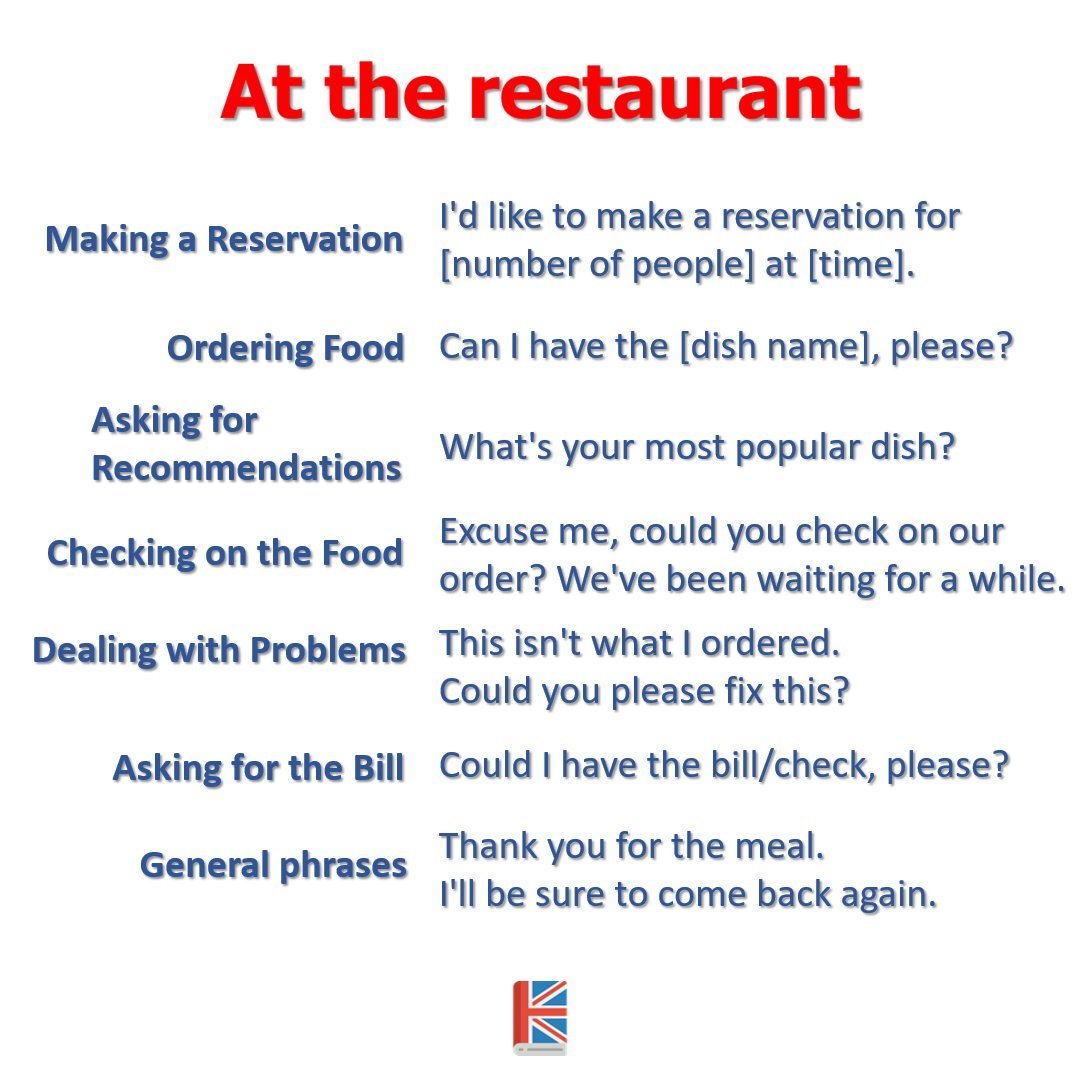 At the restaurant
Making a Reservation
I'd like to make a reservation for
[number of people] at [time].
Ordering Food
Can I have the [dish name], please?
Asking for
Recommendations
What's your most popular dish?
Checking on the Food
Excuse me, could you check on our
order? We've been waiting for a while.
Dealing with Problems
This isn't what I ordered.
Could you please fix this?
Asking for the Bill
Could I have the bill/check, please?
General phrases
Thank you for the meal.
I'll be sure to come back again.